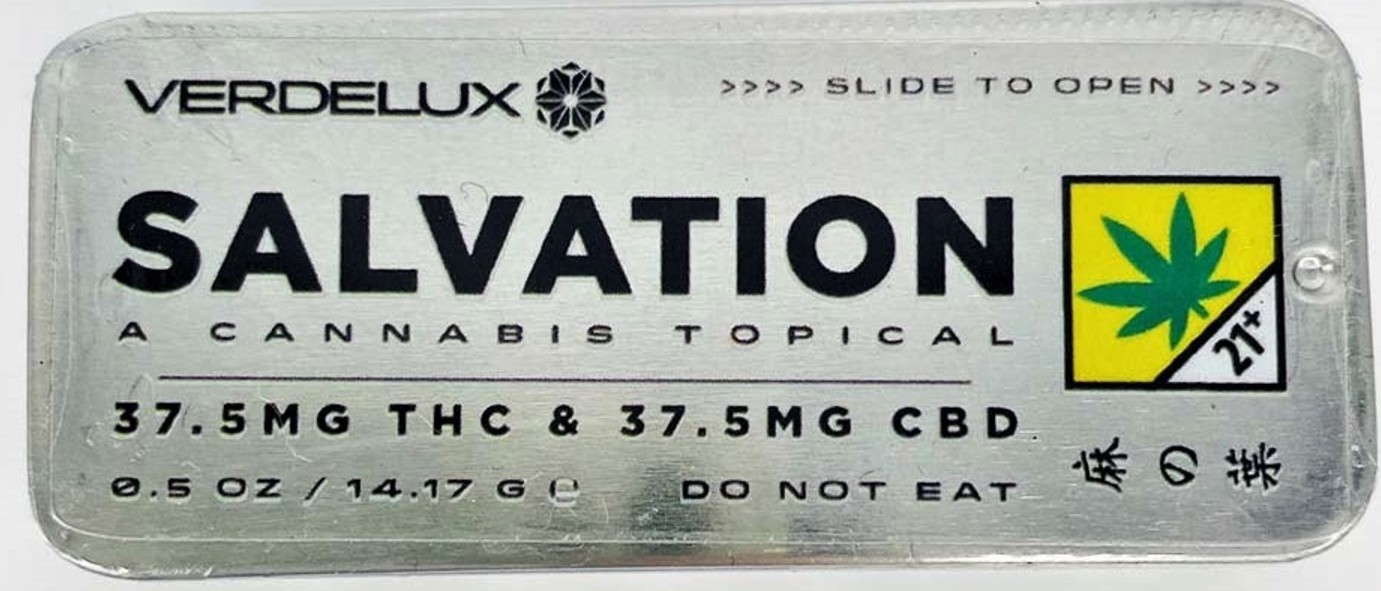 VERDELUX
>>>> SLIDE TO OPEN >>>>
SALVATION
A CANNABIS TOPICAL
21+
37.5MG THC & 37.5MG CBD
0.5 OZ / 14.17 G ℮
DO NOT EAT
麻の葉